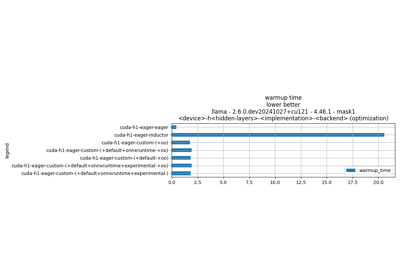 warmup time
lower better
llama - 2.6.0.dev20241027+cu121 - 4.46.1 - mask1
<device>-h<hidden-layers>-<implementation>-<backend>-(optimization)
legend
cuda-h1-eager-eager
cuda-h1-eager-inductor
cuda-h1-eager-custom-(+oo)
cuda-h1-eager-custom-(+default+onnxruntime-+oo)
cuda-h1-eager-custom-(+default-+oo)
cuda-h1-eager-custom-(+default+onnxruntime+experimental-+oo)
cuda-h1-eager-custom-(+default+onnxruntime+experimental-)
warmup_time
0.0 2.5 5.0 7.5 10.0 12.5 15.0 17.5 20.0